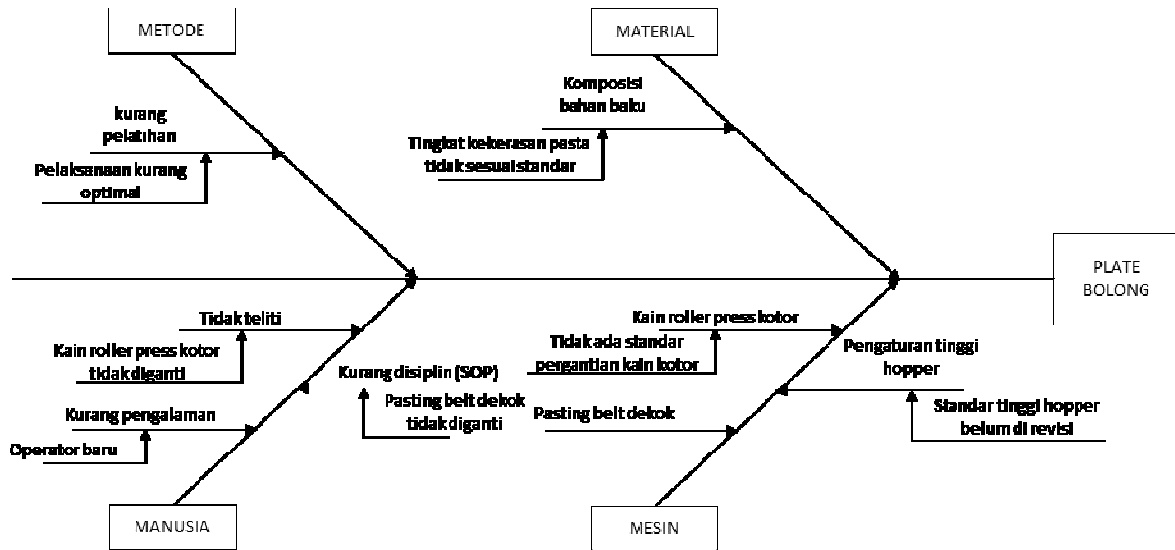 METODE
MATERIAL
kurang
pelatihan
Pelaksanaan kurang
optimal
Komposisi
bahan baku
Tingkat kekerasan pasta
tidak sesuai standar
PLATE
BOLONG
Tidak teliti
Kain roller press kotor
tidak diganti
Kurang disiplin (SOP)
Pasting belt dekok
tidak diganti
Kurang pengalaman
Operator baru
Kain roller press kotor
Tidak ada standar
pergantian kain kotor
Pengaturan tinggi
hopper
Standar tinggi hopper
belum di revisi
Pasting belt dekok
MANUSIA
MESIN